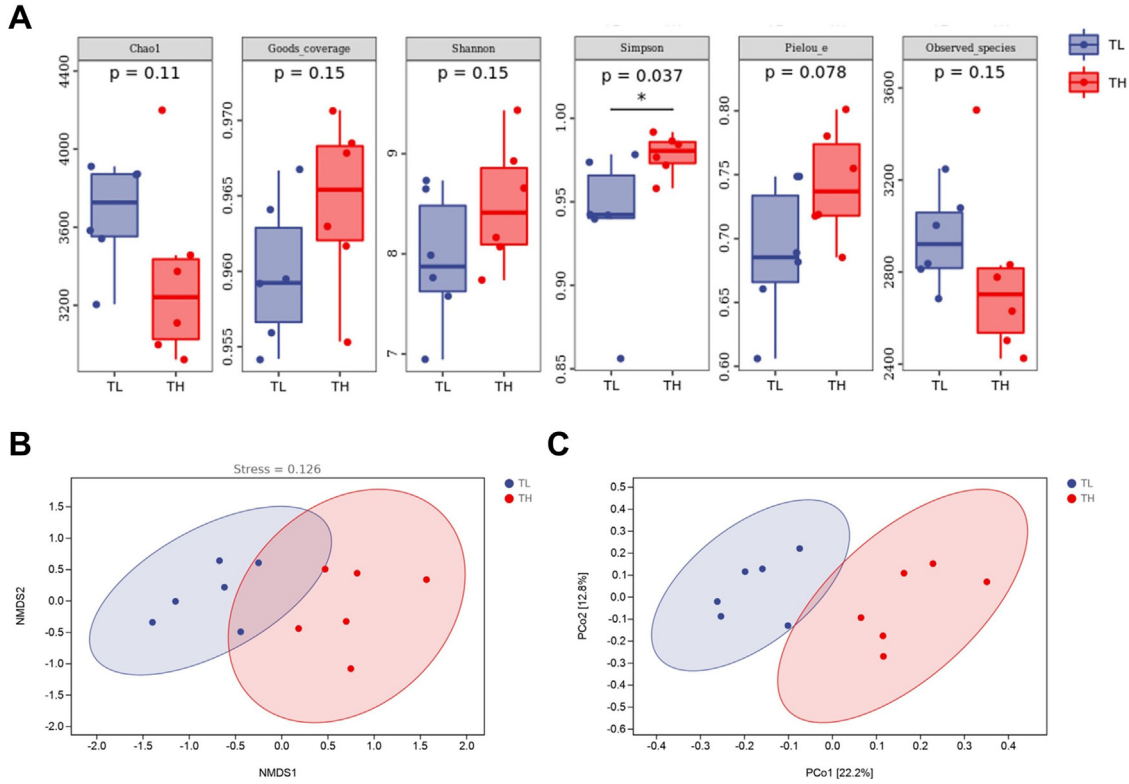 A
Chao1
p = 0.11
4400
4000
3600
3200
TL
TH
Goods_coverage
p = 0.15
0.970
0.965
0.960
0.955
TL
TH
Shannon
p = 0.15
9
8
7
TL
TH
Simpson
p = 0.037
*
1.00
0.95
0.90
0.85
TL
TH
Pielou_e
p = 0.078
0.80
0.75
0.70
0.65
0.60
TL
TH
Observed_species
p = 0.15
3600
3200
2800
2400
TL
TH
TL
TH
B
Stress = 0.126
TL
TH
NMDS2
1.5
1.0
0.5
0.0
-0.5
-1.0
-1.5
-2.0
-2.0 -1.5 -1.0 -0.5 0.0 0.5 1.0 1.5 2.0
NMDS1
C
TL
TH
PCo2 [12.8%]
0.5
0.4
0.3
0.2
0.1
0.0
-0.1
-0.2
-0.3
-0.4
-0.5
-0.6
-0.4 -0.3 -0.2 -0.1 0.0 0.1 0.2 0.3 0.4
PCo1 [22.2%]